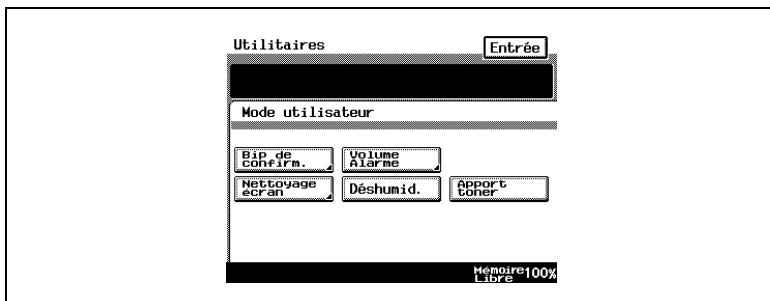 Utilitaires
Entrée
Mode utilisateur
Bip de
confirm.
Volume
Alarme
Nettoyage
écran
Déshumid.
Apport
toner
Mémoire
Libre 100%